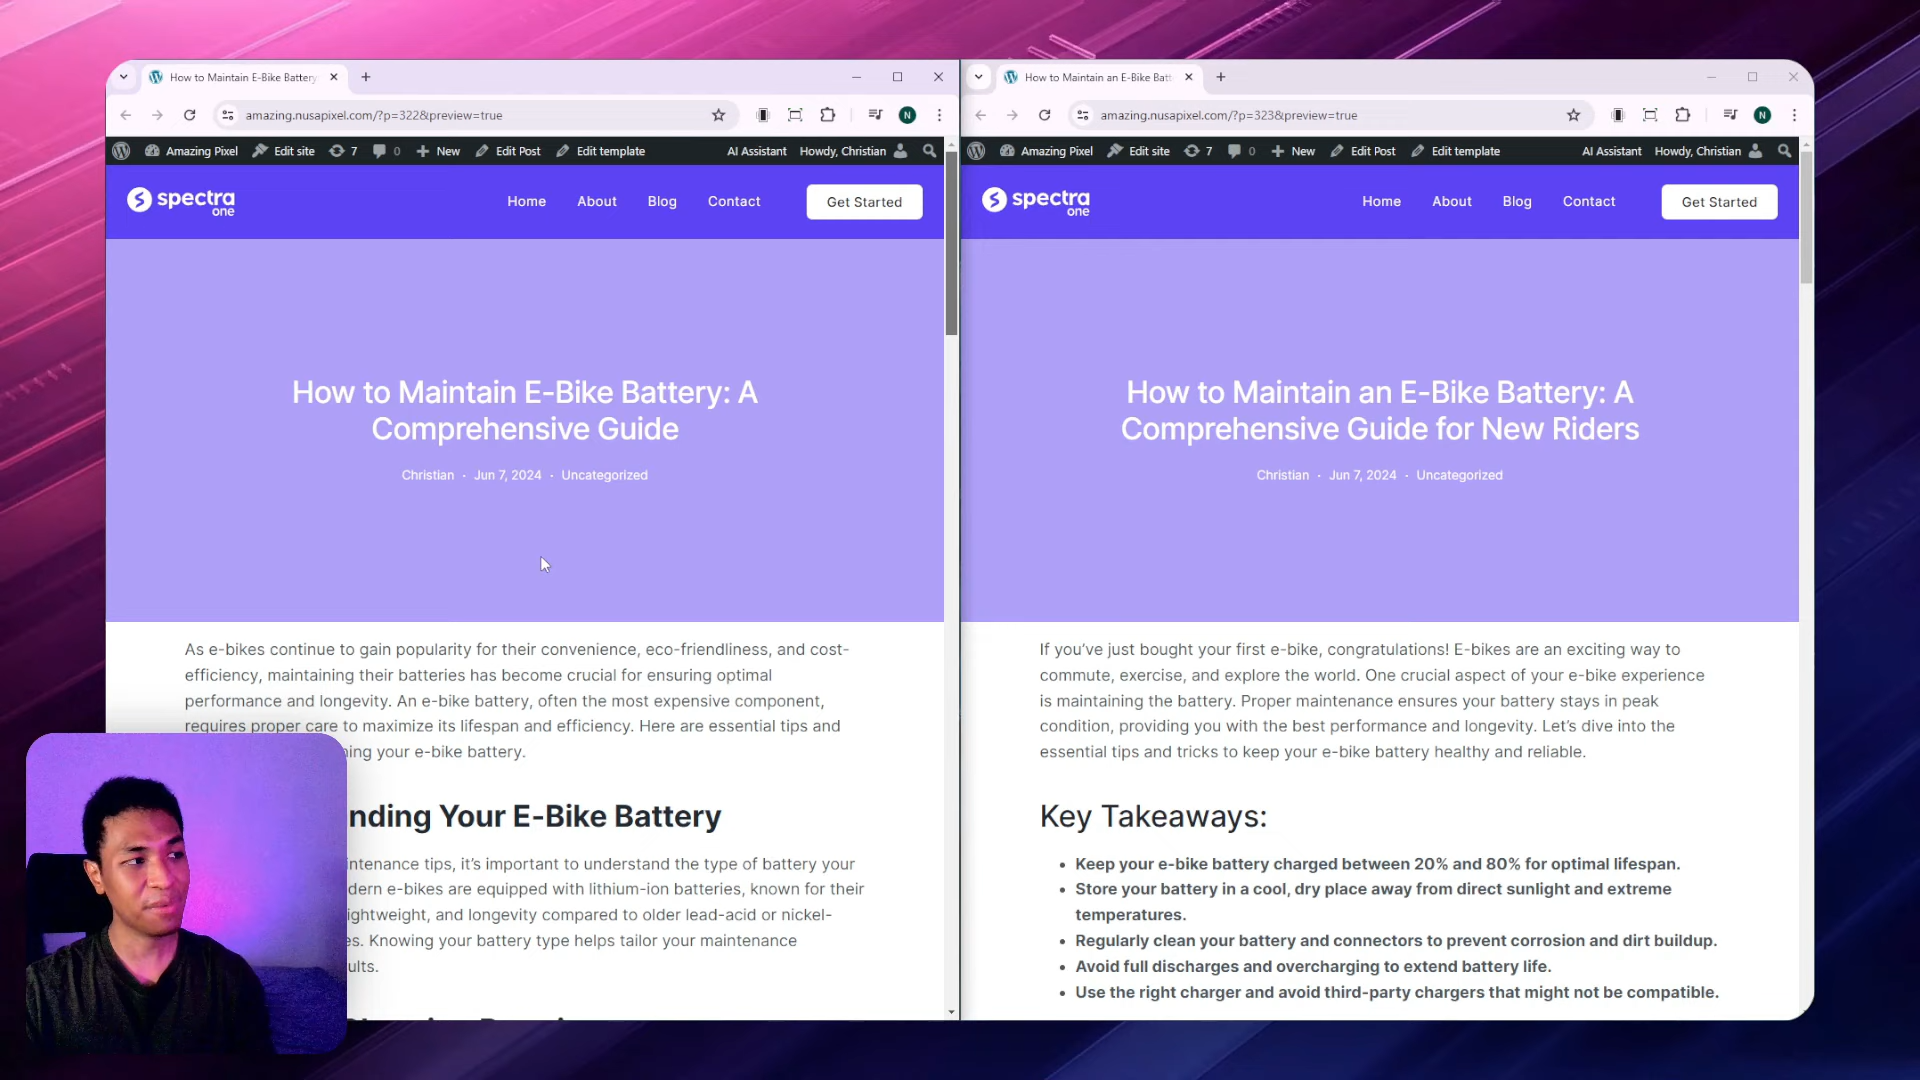 How to Maintain E-Bike Battery
amazing.nusapixel.com/?p=322&preview=true
N
Amazing Pixel Edit site 7 0 New Edit Post Edit template AI Assistant Howdy, Christian
spectra
one
Home About Blog Contact Get Started
How to Maintain E-Bike Battery: A
Comprehensive Guide
Christian · Jun 7, 2024 · Uncategorized
As e-bikes continue to gain popularity for their convenience, eco-friendliness, and cost-
efficiency, maintaining their batteries has become crucial for ensuring optimal
performance and longevity. An e-bike battery, often the most expensive component,
requires proper care to maximize its lifespan and efficiency. Here are essential tips and
ning your e-bike battery.
nding Your E-Bike Battery
intenance tips, it's important to understand the type of battery your
dern e-bikes are equipped with lithium-ion batteries, known for their
ightweight, and longevity compared to older lead-acid or nickel-
es. Knowing your battery type helps tailor your maintenance
ults.
How to Maintain an E-Bike Batt
amazing.nusapixel.com/?p=323&preview=true
N
Amazing Pixel Edit site 7 0 New Edit Post Edit template AI Assistant Howdy, Christian
spectra
one
Home About Blog Contact Get Started
How to Maintain an E-Bike Battery: A
Comprehensive Guide for New Riders
Christian · Jun 7, 2024 · Uncategorized
If you've just bought your first e-bike, congratulations! E-bikes are an exciting way to
commute, exercise, and explore the world. One crucial aspect of your e-bike experience
is maintaining the battery. Proper maintenance ensures your battery stays in peak
condition, providing you with the best performance and longevity. Let's dive into the
essential tips and tricks to keep your e-bike battery healthy and reliable.
Key Takeaways:
• Keep your e-bike battery charged between 20% and 80% for optimal lifespan.
• Store your battery in a cool, dry place away from direct sunlight and extreme
temperatures.
• Regularly clean your battery and connectors to prevent corrosion and dirt buildup.
• Avoid full discharges and overcharging to extend battery life.
• Use the right charger and avoid third-party chargers that might not be compatible.